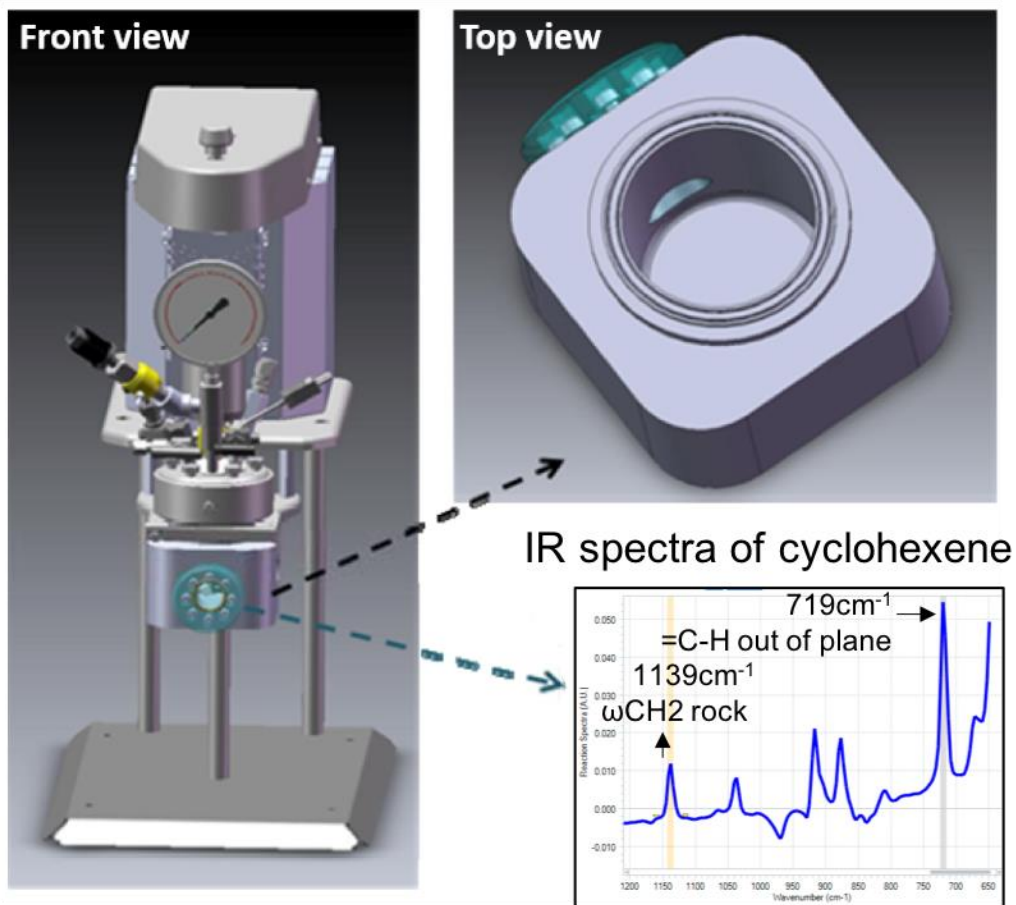 Front view
Top view
IR spectra of cyclohexene
719cm-1
=C-H out of plane
1139cm-1
ωCH2 rock
Reaction Spectra (A.U.)
0.050
0.040
0.030
0.020
0.010
0.000
-0.010
1200 1150 1100 1050 1000 950 900 850 800 750 700 650
Wavenumber (cm-1)